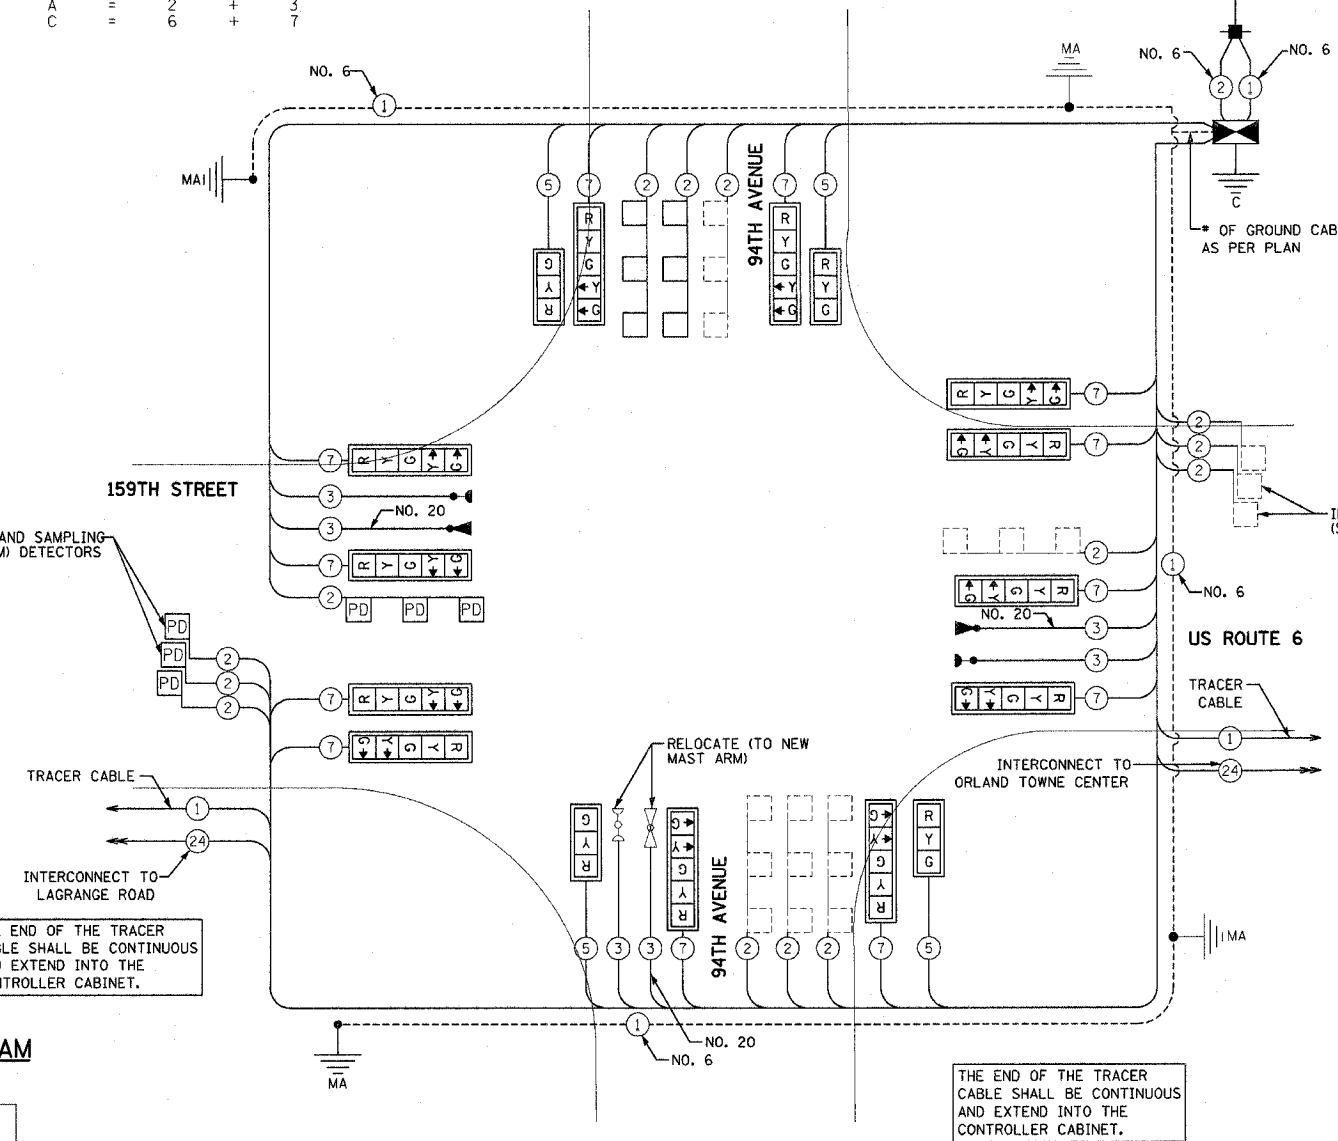 A = 2 + 3
C = 6 + 7
NO. 6
1
MA
NO. 6
NO. 6
2
1
MA
C
# OF GROUND CAB
AS PER PLAN
5
7
2
2
2
7
5
94TH AVENUE
R
Y
G
R
Y
G
Y
G
R
Y
G
Y
G
R
Y
G
7
R Y G Y G
159TH STREET
3
3
NO. 20
AND SAMPLING
M) DETECTORS
7
R Y G Y G
2
PD
PD
PD
PD
PD
PD
2
2
2
7
R Y G Y G
7
G Y G Y R
TRACER CABLE
1
24
INTERCONNECT TO
LAGRANGE ROAD
END OF THE TRACER
BLE SHALL BE CONTINUOUS
EXTEND INTO THE
NTROLLER CABINET.
AM
R Y G Y G
7
G Y G Y R
7
2
2
2
2
R Y G Y G
7
1
NO. 6
NO. 20
3
3
US ROUTE 6
G Y G Y R
7
TRACER
CABLE
1
INTERCONNECT TO
ORLAND TOWNE CENTER
24
RELOCATE (TO NEW
MAST ARM)
G
Y
R
G
Y
G
Y
R
G
Y
G
Y
R
R
Y
G
94TH AVENUE
5
3
3
7
2
2
2
7
5
MA
1
NO. 20
NO. 6
MA
THE END OF THE TRACER
CABLE SHALL BE CONTINUOUS
AND EXTEND INTO THE
CONTROLLER CABINET.